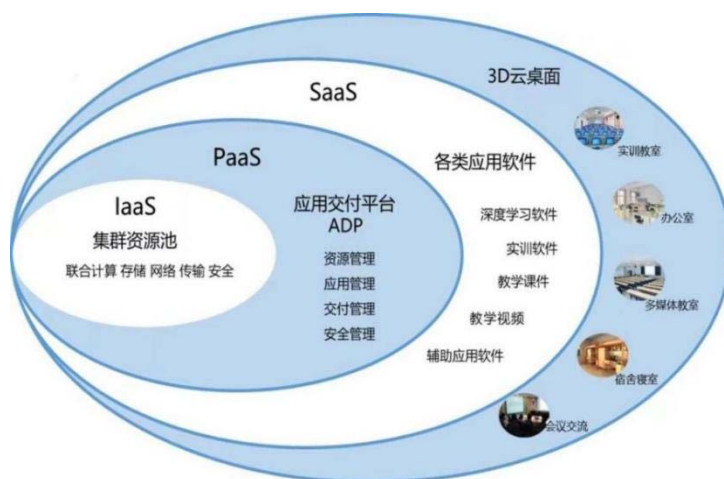 3D云桌面
SaaS
PaaS
IaaS
集群资源池
联合计算 存储 网络 传输 安全
应用交付平台
ADP
资源管理
应用管理
交付管理
安全管理
各类应用软件
深度学习软件
实训软件
教学课件
教学视频
辅助应用软件
实训教室
办公室
多媒体教室
宿舍寝室
会议交流